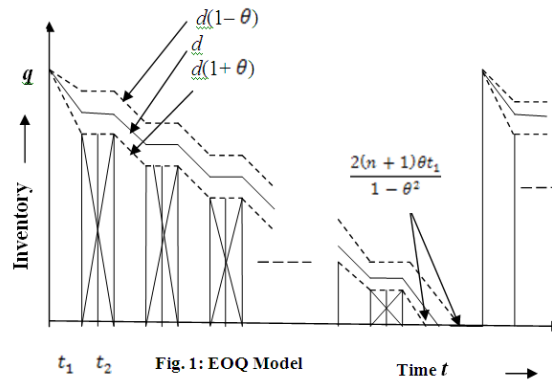 d(1−θ)
d
d(1+θ)
q
Inventory
2(n + 1)θt₁
1 − θ²
t₁ t₂
Fig. 1: EOQ Model
Time t